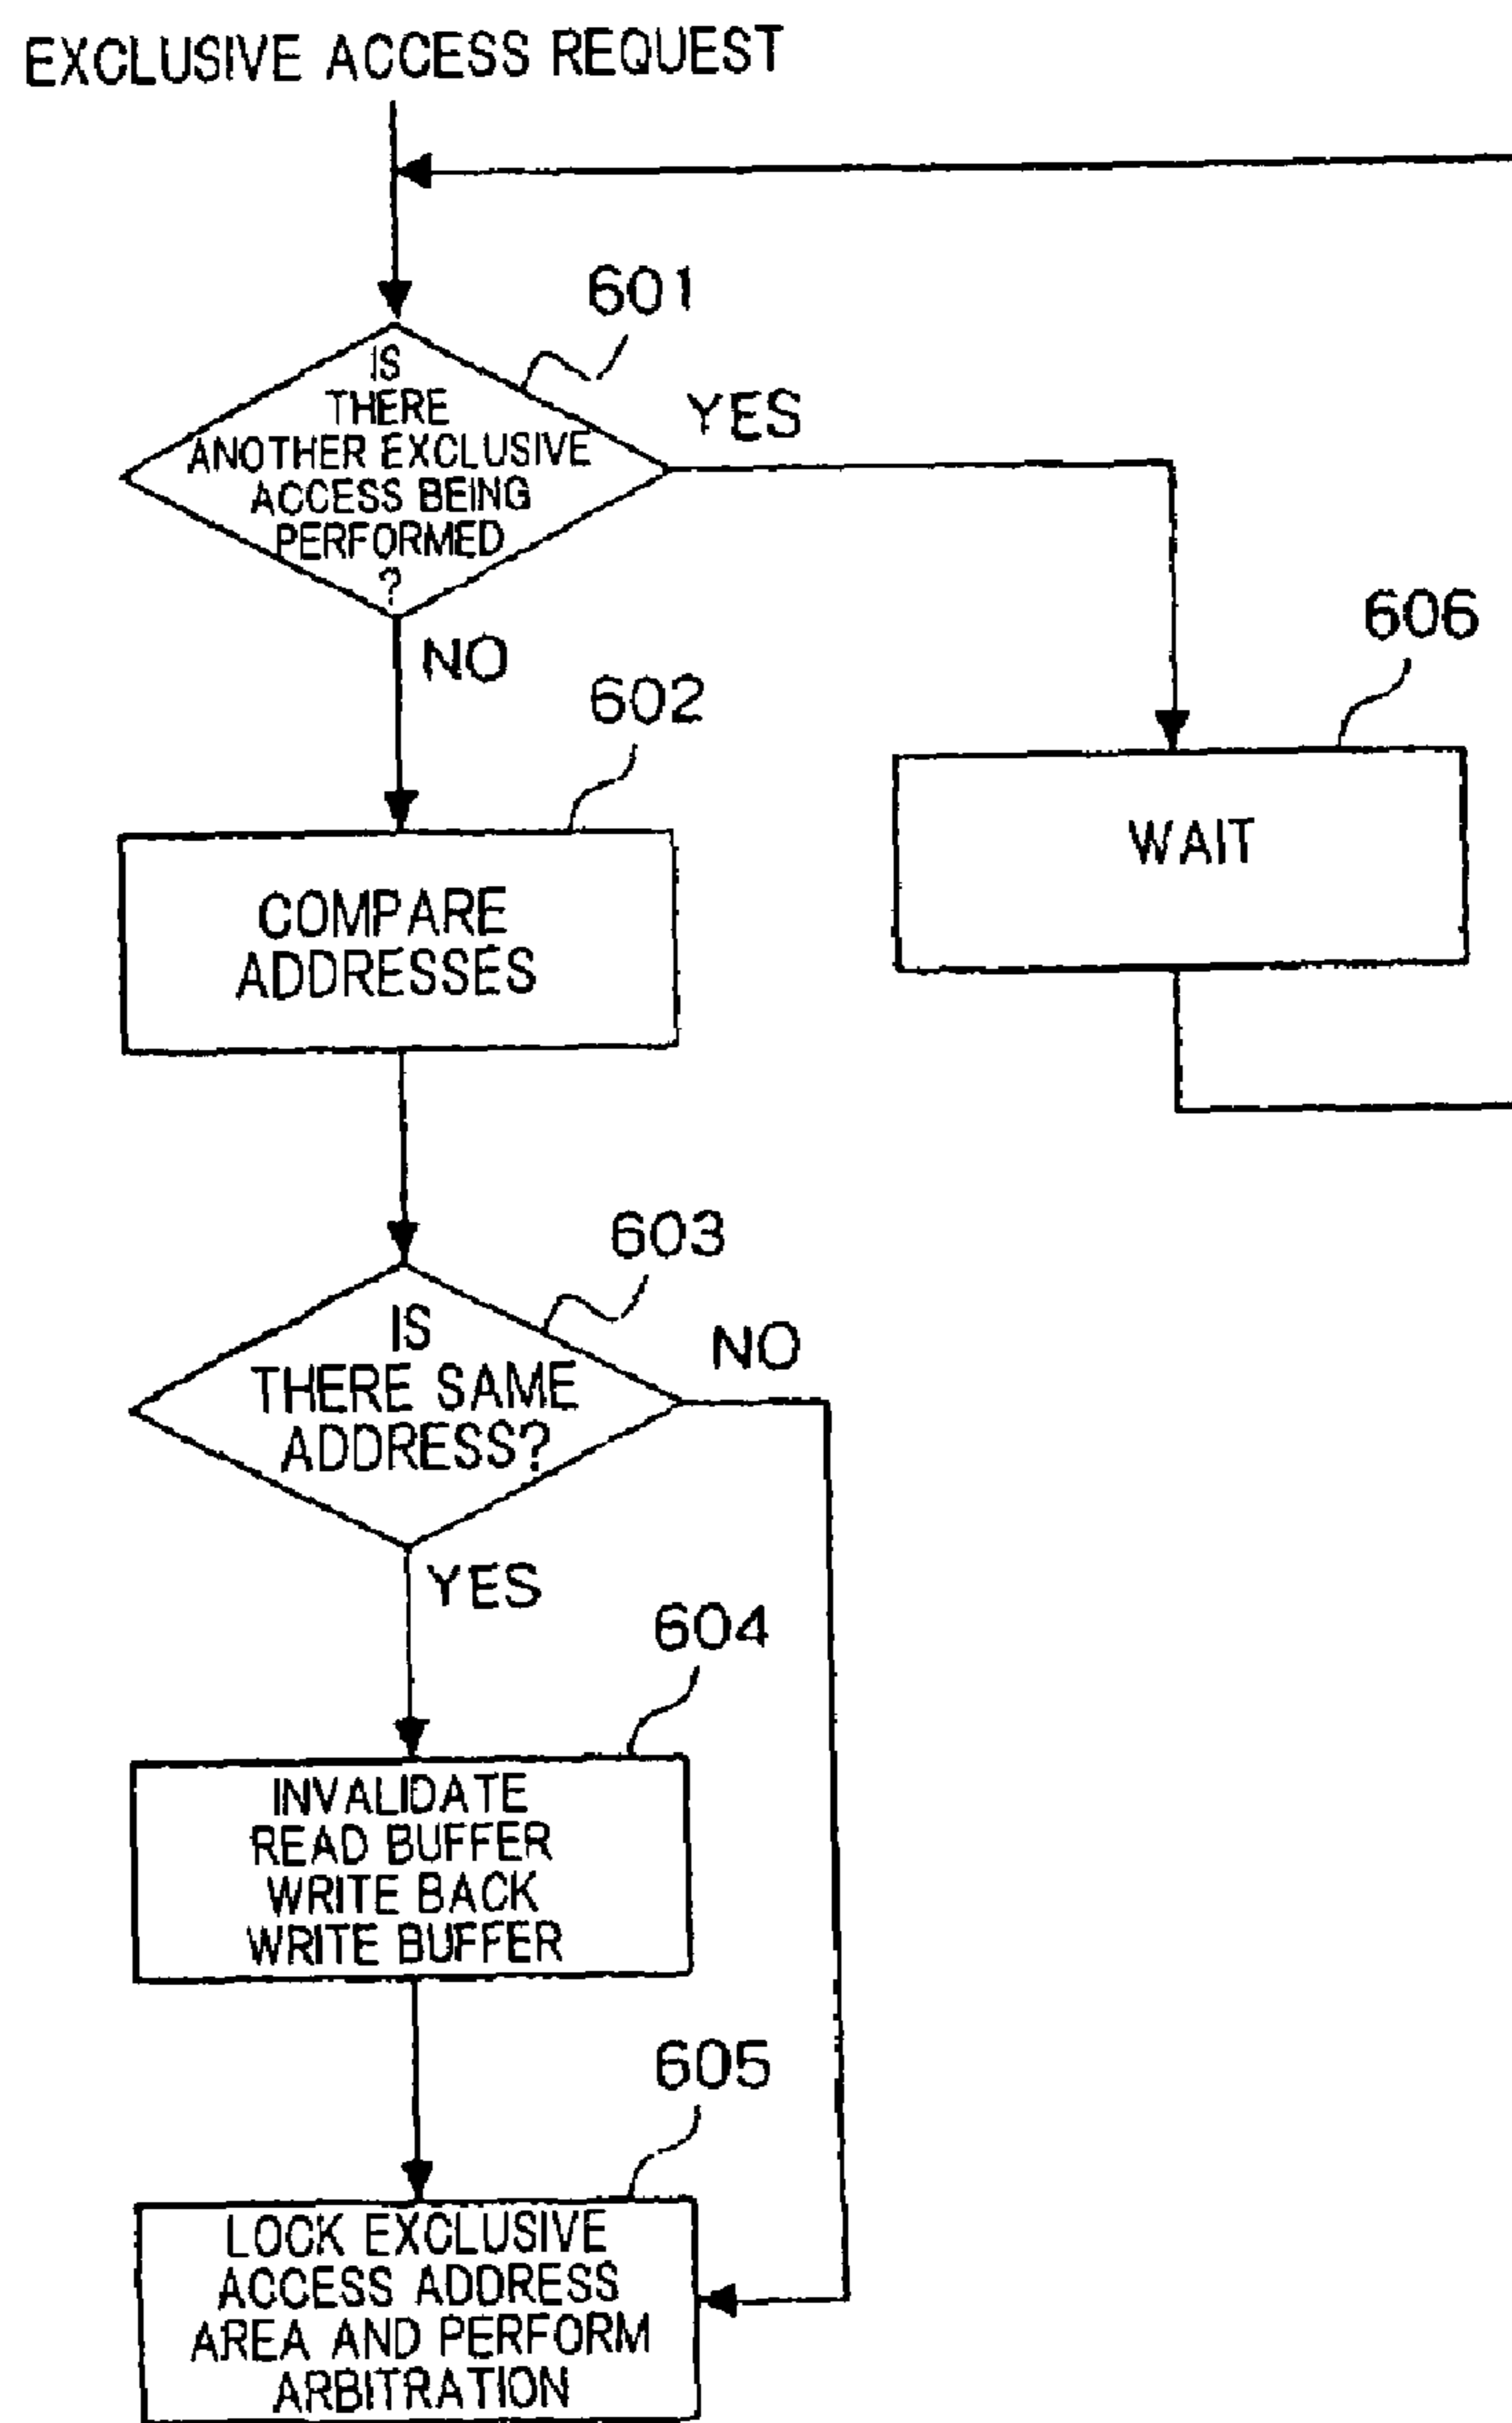 EXCLUSIVE ACCESS REQUEST
601
IS
THERE
ANOTHER EXCLUSIVE
ACCESS BEING
PERFORMED
?
YES
NO
606
WAIT
602
COMPARE
ADDRESSES
603
IS
THERE SAME
ADDRESS?
NO
YES
604
INVALIDATE
READ BUFFER
WRITE BACK
WRITE BUFFER
605
LOCK EXCLUSIVE
ACCESS ADDRESS
AREA AND PERFORM
ARBITRATION